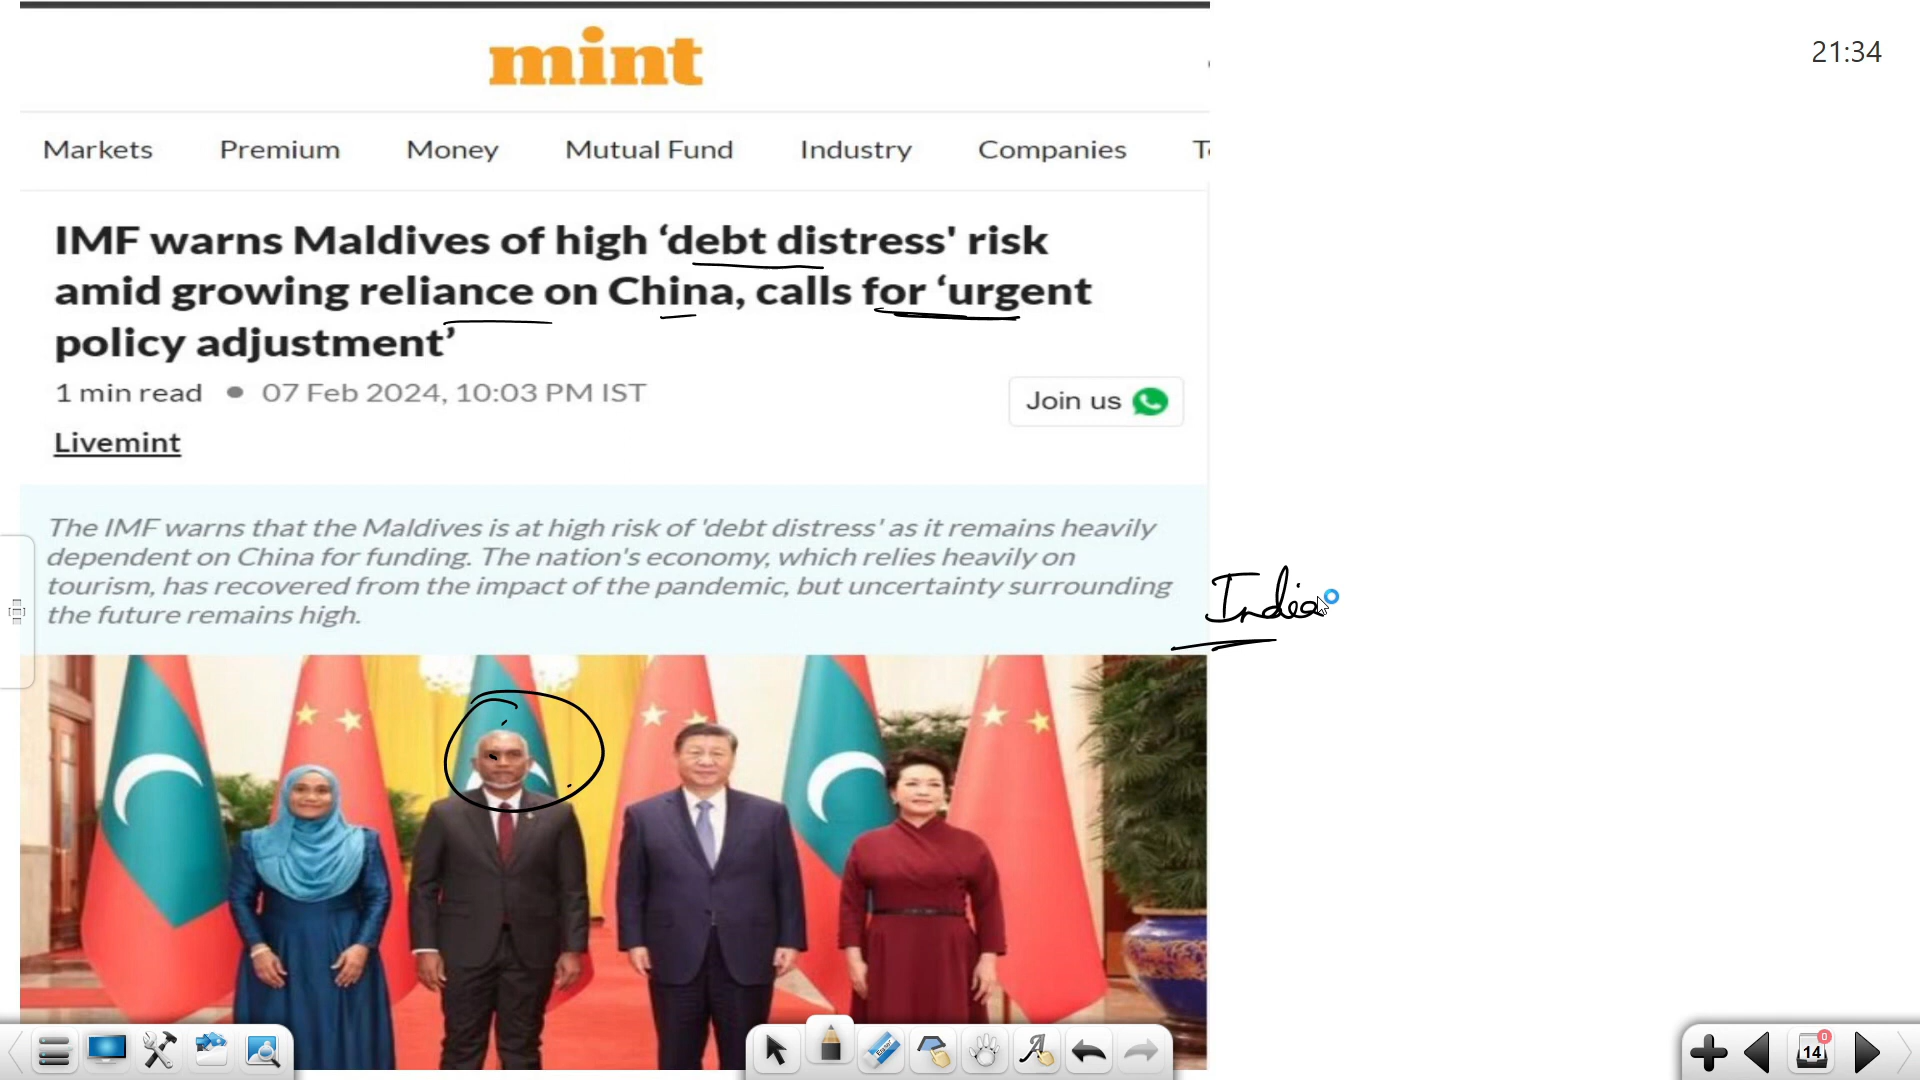 mint
21:34
Markets Premium Money Mutual Fund Industry Companies
IMF warns Maldives of high ‘debt distress' risk
amid growing reliance on China, calls for ‘urgent
policy adjustment’
1 min read • 07 Feb 2024, 10:03 PM IST
Join us
Livemint
The IMF warns that the Maldives is at high risk of 'debt distress' as it remains heavily
dependent on China for funding. The nation's economy, which relies heavily on
tourism, has recovered from the impact of the pandemic, but uncertainty surrounding
the future remains high.
India
Eraser
14
0